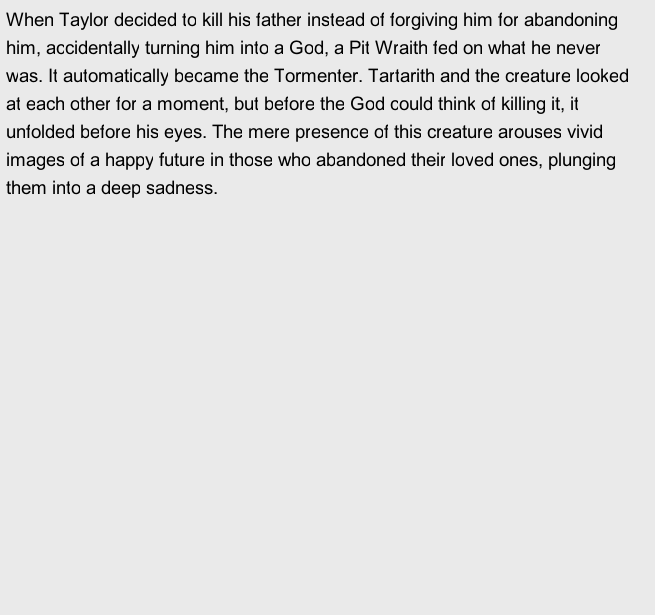 When Taylor decided to kill his father instead of forgiving him for abandoning
him, accidentally turning him into a God, a Pit Wraith fed on what he never
was. It automatically became the Tormenter. Tartarith and the creature looked
at each other for a moment, but before the God could think of killing it, it
unfolded before his eyes. The mere presence of this creature arouses vivid
images of a happy future in those who abandoned their loved ones, plunging
them into a deep sadness.